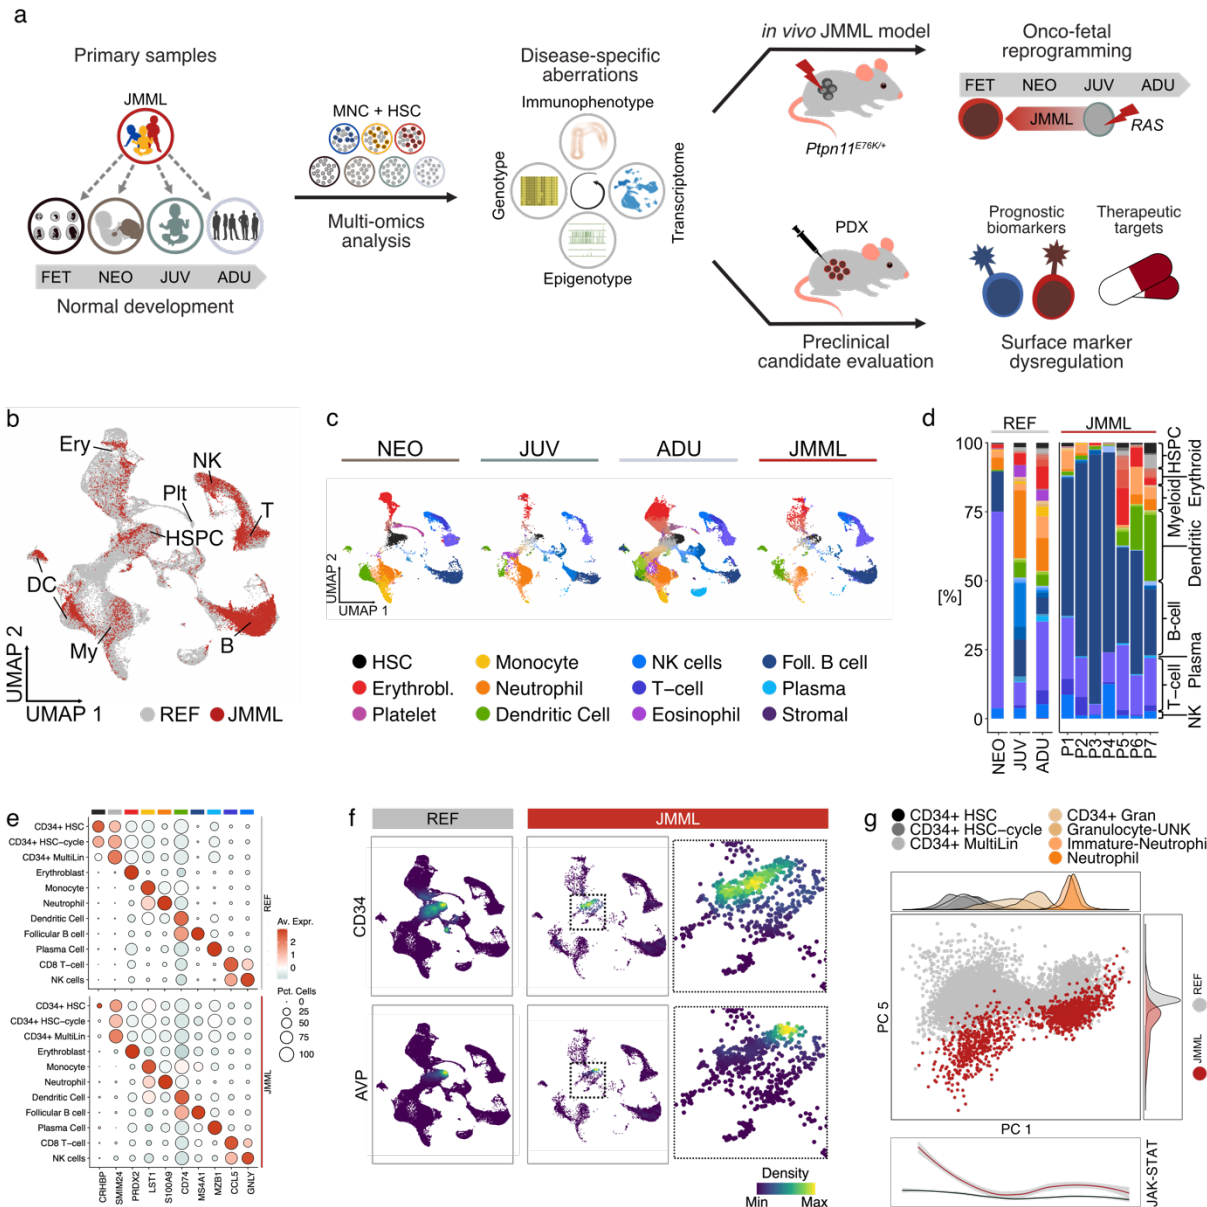 a
Primary samples
JMML
FET NEO JUV ADU
Normal development
MNC + HSC
Multi-omics
analysis
Disease-specific
aberrations
Immunophenotype
Genotype
Transcriptome
Epigenotype
in vivo JMML model
Ptpn11E76K/+
Onco-fetal
reprogramming
FET NEO JUV ADU
JMML
RAS
PDX
Preclinical
candidate evaluation
Prognostic
biomarkers
Therapeutic
targets
Surface marker
dysregulation
b
Ery
NK
Plt
T
HSPC
DC
My
B
UMAP 2
UMAP 1
REF JMML
c
NEO JUV ADU JMML
UMAP 2
UMAP 1
HSC
Erythrobl.
Platelet
Monocyte
Neutrophil
Dendritic Cell
NK cells
T-cell
Eosinophil
Foll. B cell
Plasma
Stromal
d
REF JMML
100
75
50
[%]
25
0
NEO
JUV
ADU
P1
P2
P3
P4
P5
P6
P7
HSPC
Erythroid
Myeloid
Dendritic
B-cell
Plasma
T-cell
NK
e
CD34+ HSC
CD34+ HSC-cycle
CD34+ MultiLin
Erythroblast
Monocyte
Neutrophil
Dendritic Cell
Follicular B cell
Plasma Cell
CD8 T-cell
NK cells
REF
CD34+ HSC
CD34+ HSC-cycle
CD34+ MultiLin
Erythroblast
Monocyte
Neutrophil
Dendritic Cell
Follicular B cell
Plasma Cell
CD8 T-cell
NK cells
JMML
CRHBP
SMIM24
PRDX2
LST1
S100A9
CD74
MS4A1
MZB1
CCL5
GNLY
Av. Expr.
2
1
0
Pct. Cells
0
25
50
75
100
f
REF JMML
CD34
AVP
Density
Min Max
g
CD34+ HSC
CD34+ HSC-cycle
CD34+ MultiLin
CD34+ Gran
Granulocyte-UNK
Immature-Neutrophi
Neutrophil
PC 5
PC 1
REF
JMML
JAK-STAT